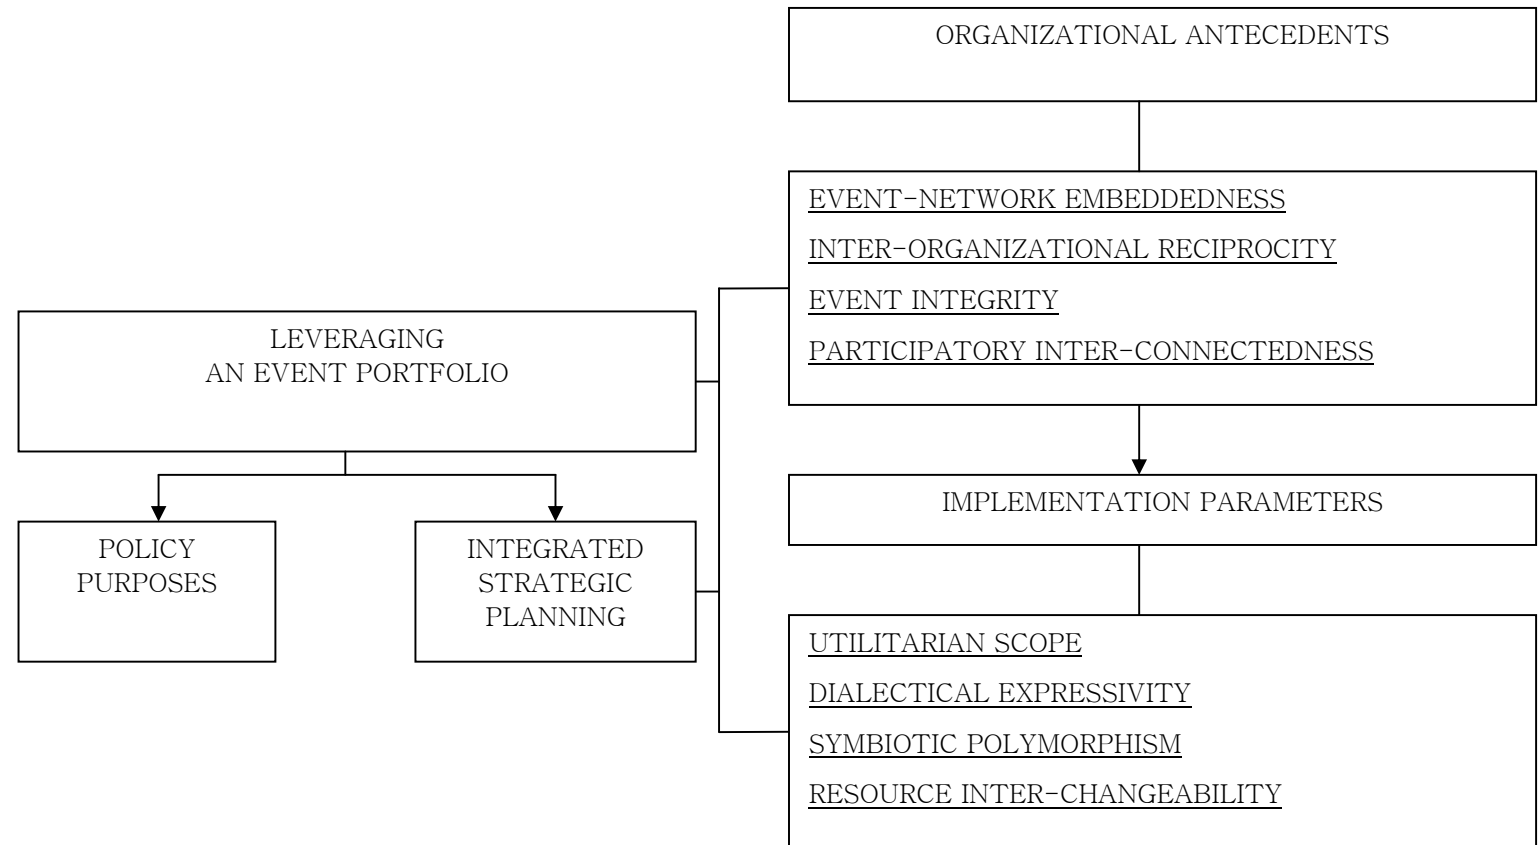 ORGANIZATIONAL ANTECEDENTS
EVENT-NETWORK EMBEDDEDNESS
INTER-ORGANIZATIONAL RECIPROCITY
EVENT INTEGRITY
PARTICIPATORY INTER-CONNECTEDNESS
LEVERAGING
AN EVENT PORTFOLIO
POLICY
PURPOSES
INTEGRATED
STRATEGIC
PLANNING
IMPLEMENTATION PARAMETERS
UTILITARIAN SCOPE
DIALECTICAL EXPRESSIVITY
SYMBIOTIC POLYMORPHISM
RESOURCE INTER-CHANGEABILITY